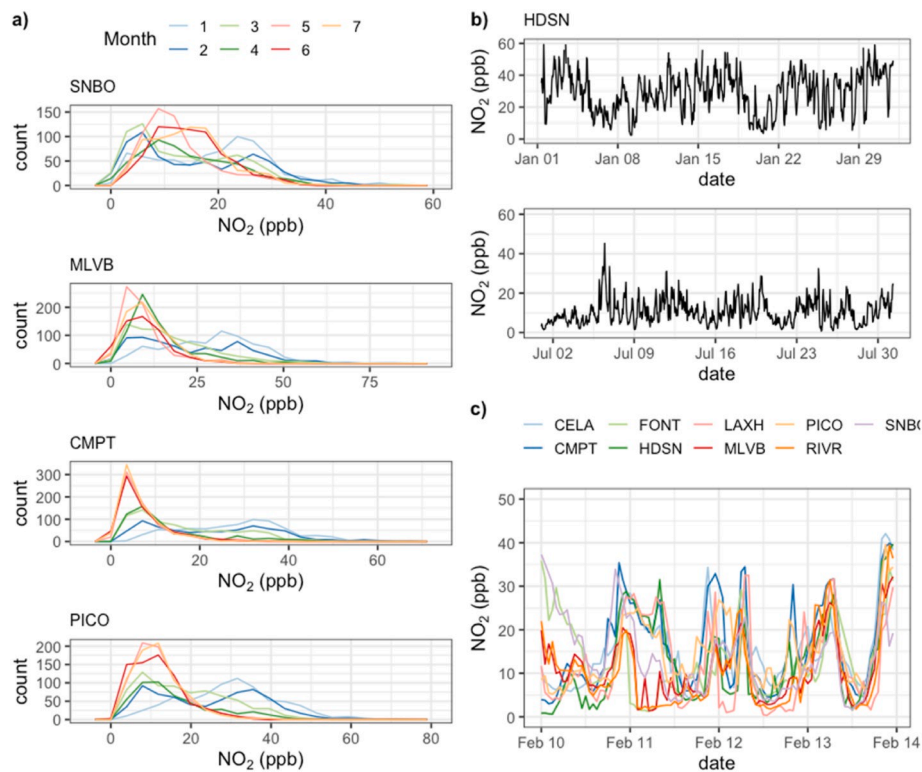 a)
Month 1 3 5 7
2 4 6
SNBO
150
100
50
0
count
0 20 40 60
NO₂ (ppb)
MLVB
200
100
0
count
0 25 50 75
NO₂ (ppb)
CMPT
300
200
100
0
count
0 20 40 60
NO₂ (ppb)
PICO
200
150
100
50
0
count
0 20 40 60 80
NO₂ (ppb)
b)
HDSN
60
40
20
0
NO₂ (ppb)
Jan 01 Jan 08 Jan 15 Jan 22 Jan 29
date
60
40
20
0
NO₂ (ppb)
Jul 02 Jul 09 Jul 16 Jul 23 Jul 30
date
c)
CELA FONT LAXH PICO SNBO
CMPT HDSN MLVB RIVR
50
40
30
20
10
0
NO₂ (ppb)
Feb 10 Feb 11 Feb 12 Feb 13 Feb 14
date